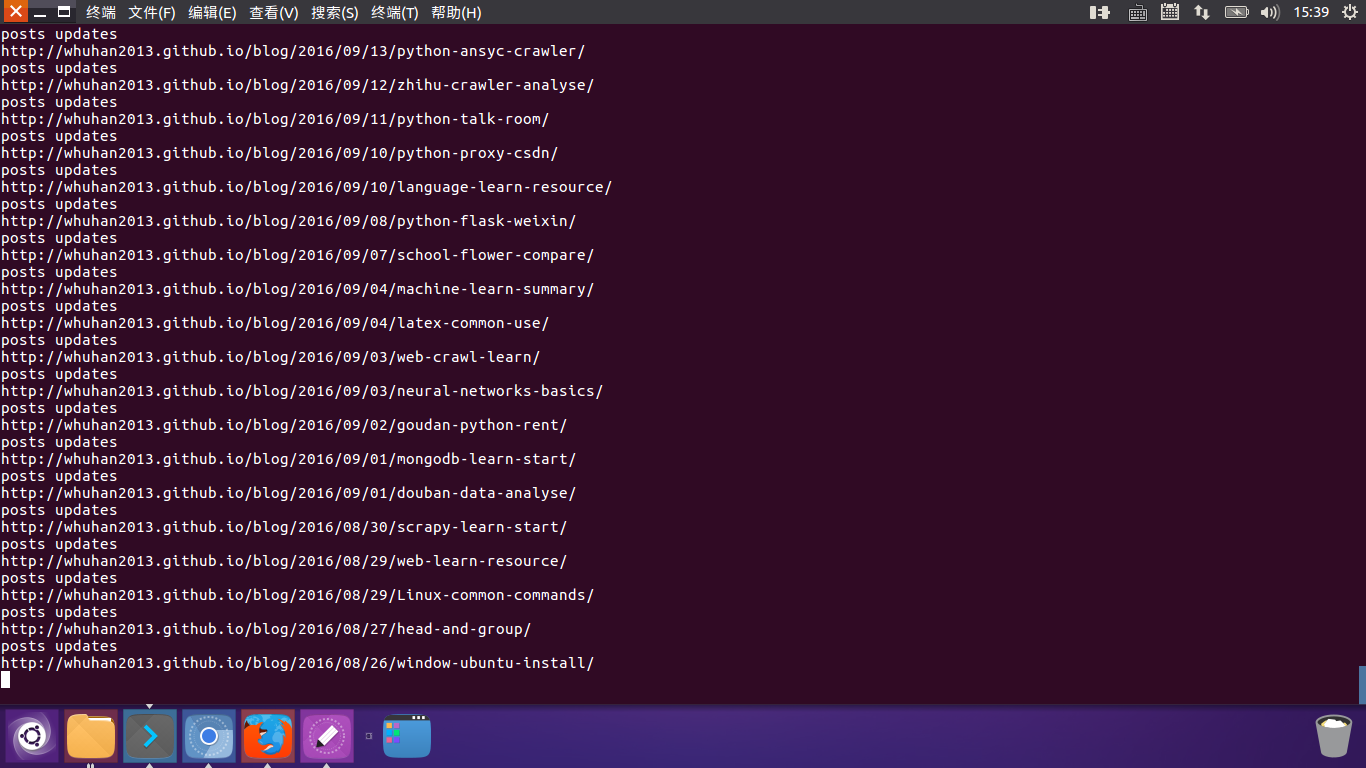 终端 文件(F) 编辑(E) 查看(V) 搜索(S) 终端(T) 帮助(H) 15:39
posts updates
http://whuhan2013.github.io/blog/2016/09/13/python-ansyc-crawler/
posts updates
http://whuhan2013.github.io/blog/2016/09/12/zhihu-crawler-analyse/
posts updates
http://whuhan2013.github.io/blog/2016/09/11/python-talk-room/
posts updates
http://whuhan2013.github.io/blog/2016/09/10/python-proxy-csdn/
posts updates
http://whuhan2013.github.io/blog/2016/09/10/language-learn-resource/
posts updates
http://whuhan2013.github.io/blog/2016/09/08/python-flask-weixin/
posts updates
http://whuhan2013.github.io/blog/2016/09/07/school-flower-compare/
posts updates
http://whuhan2013.github.io/blog/2016/09/04/machine-learn-summary/
posts updates
http://whuhan2013.github.io/blog/2016/09/04/latex-common-use/
posts updates
http://whuhan2013.github.io/blog/2016/09/03/web-crawl-learn/
posts updates
http://whuhan2013.github.io/blog/2016/09/03/neural-networks-basics/
posts updates
http://whuhan2013.github.io/blog/2016/09/02/goudan-python-rent/
posts updates
http://whuhan2013.github.io/blog/2016/09/01/mongodb-learn-start/
posts updates
http://whuhan2013.github.io/blog/2016/09/01/douban-data-analyse/
posts updates
http://whuhan2013.github.io/blog/2016/08/30/scrapy-learn-start/
posts updates
http://whuhan2013.github.io/blog/2016/08/29/web-learn-resource/
posts updates
http://whuhan2013.github.io/blog/2016/08/29/Linux-common-commands/
posts updates
http://whuhan2013.github.io/blog/2016/08/27/head-and-group/
posts updates
http://whuhan2013.github.io/blog/2016/08/26/window-ubuntu-install/